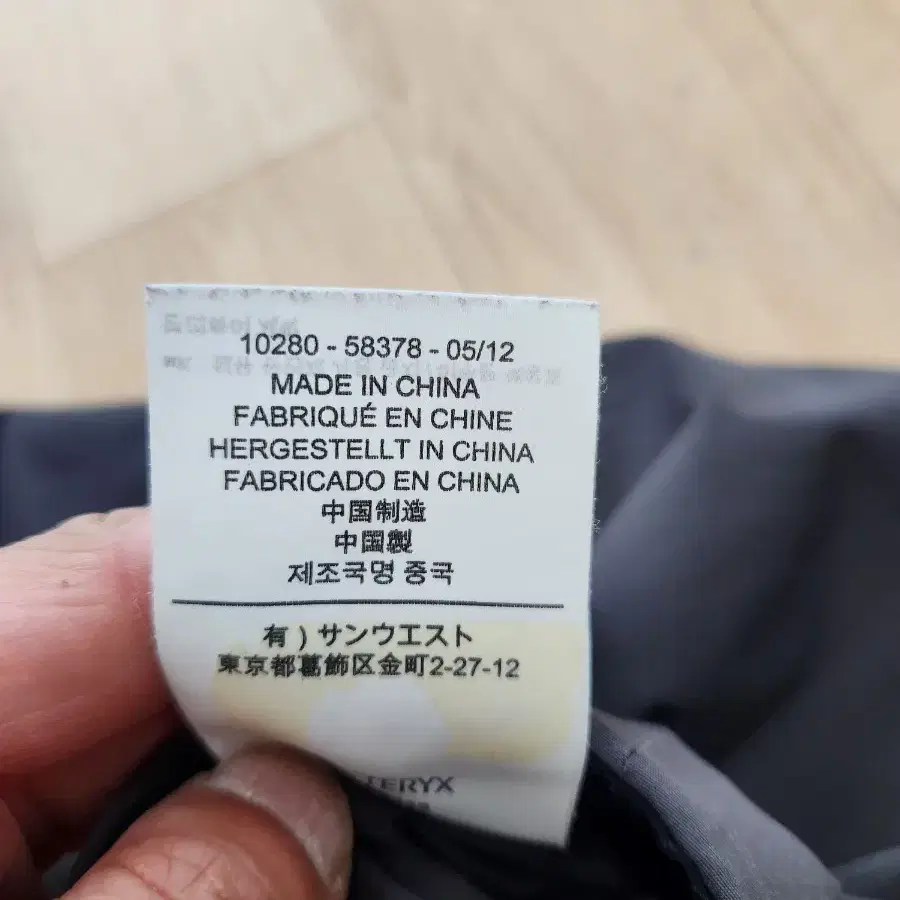 10280 - 58378 - 05/12
MADE IN CHINA
FABRIQUÉ EN CHINE
HERGESTELLT IN CHINA
FABRICADO EN CHINA
中国制造
中国製
제조국명 중국
有）サンウエスト
東京都葛飾区金町2-27-12
TERYX